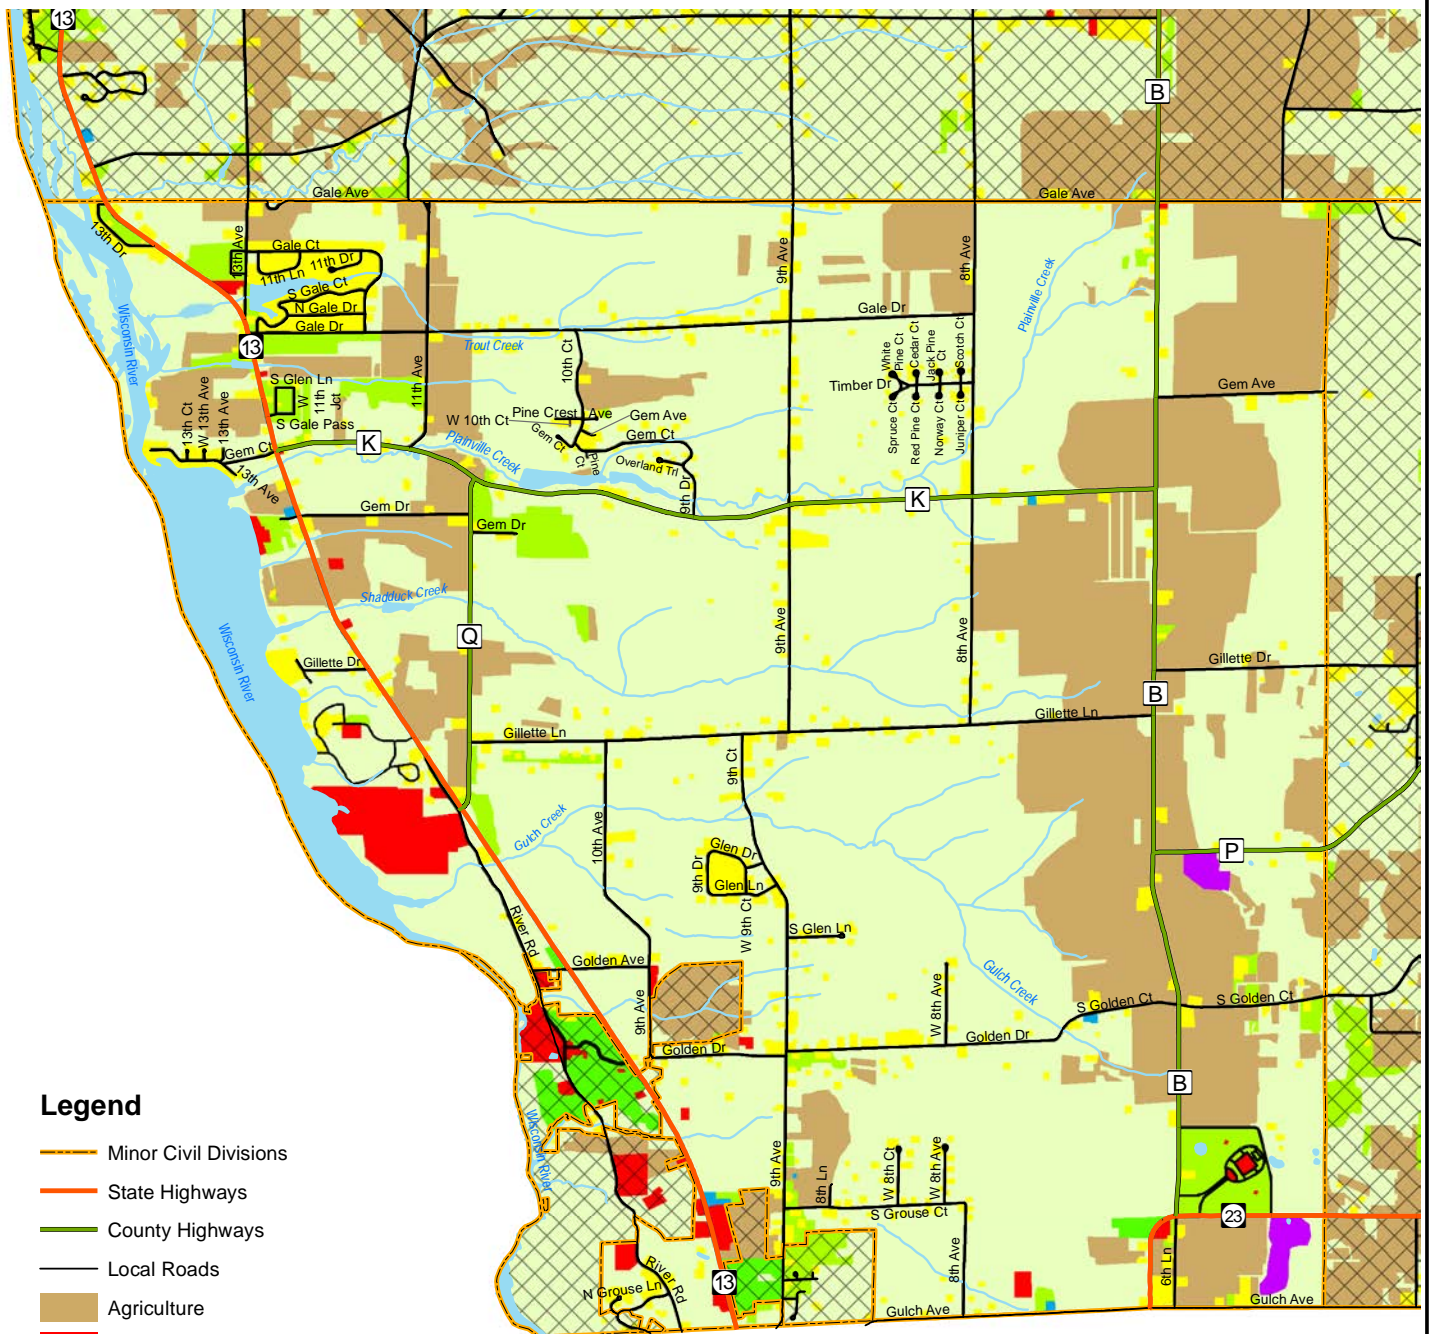 13
B
Gale Ave
Gale Ave
13th Dr
13th Ave
Gale Ct
11th Ln
11th Dr
S Gale Ct
N Gale Dr
Gale Dr
9th Ave
8th Ave
Plainville Creek
Gale Dr
Wisconsin River
13
Trout Creek
10th Ct
11th Ave
White
Pine Ct
Cedar Ct
Jack Pine
Ct
Scotch Ct
Timber Dr
Spruce Ct
Red Pine Ct
Norway Ct
Juniper Ct
Gem Ave
S Glen Ln
W
11th
Jct
S Gale Pass
13th Ct
W 13th Ave
13th Ave
W 10th Ct
Pine Crest Ave
Gem Ave
Gem Ct
Gem Ct
Pine
Ct
Overland Trl
9th Dr
Gem Ct
K
Plainville Creek
13th Ave
K
Gem Dr
Gem Dr
Shadduck Creek
Q
9th Ave
8th Ave
Wisconsin River
Gillette Dr
Gillette Dr
B
Gillette Ln
Gillette Ln
9th Ct
Gulch Creek
10th Ave
Glen Dr
9th Dr
Glen Ln
W 9th Ct
P
River Rd
S Glen Ln
Golden Ave
9th Ave
W 8th Ave
Gulch Creek
S Golden Ct
S Golden Ct
Golden Dr
Golden Dr
B
Wisconsin River
9th Ave
8th Ln
W 8th Ct
W 8th Ave
S Grouse Ct
23
8th Ave
6th Ln
River Rd
N Grouse Ln
13
Gulch Ave
Gulch Ave
Legend
Minor Civil Divisions
State Highways
County Highways
Local Roads
Agriculture